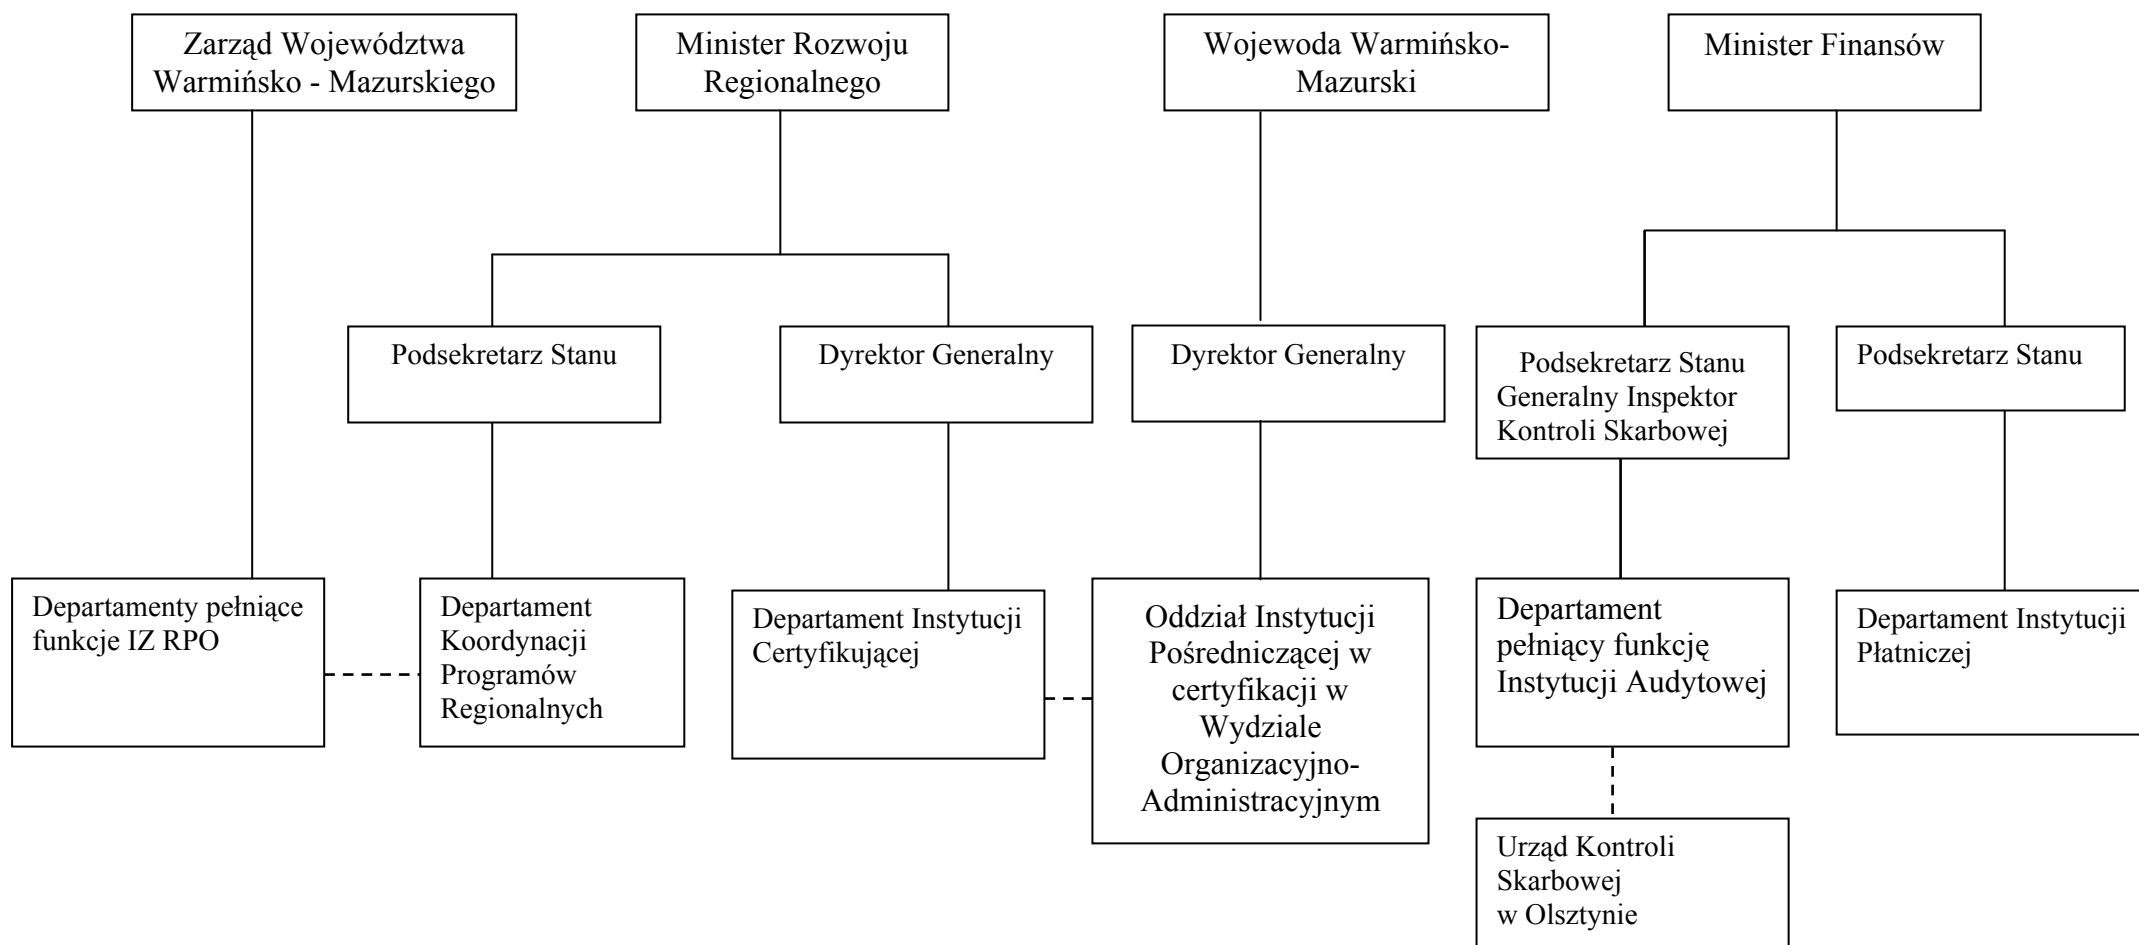 Zarząd Województwa
Warmińsko - Mazurskiego
Minister Rozwoju
Regionalnego
Wojewoda Warmińsko-
Mazurski
Minister Finansów
Podsekretarz Stanu
Dyrektor Generalny
Dyrektor Generalny
Podsekretarz Stanu
Generalny Inspektor
Kontroli Skarbowej
Podsekretarz Stanu
Departamenty pełniące
funkcje IZ RPO
Departament
Koordynacji
Programów
Regionalnych
Departament Instytucji
Certyfikującej
Oddział Instytucji
Pośredniczącej w
certyfikacji w
Wydziale
Organizacyjno-
Administracyjnym
Departament
pełniący funkcję
Instytucji Audytowej
Departament Instytucji
Płatniczej
Urząd Kontroli
Skarbowej
w Olsztynie